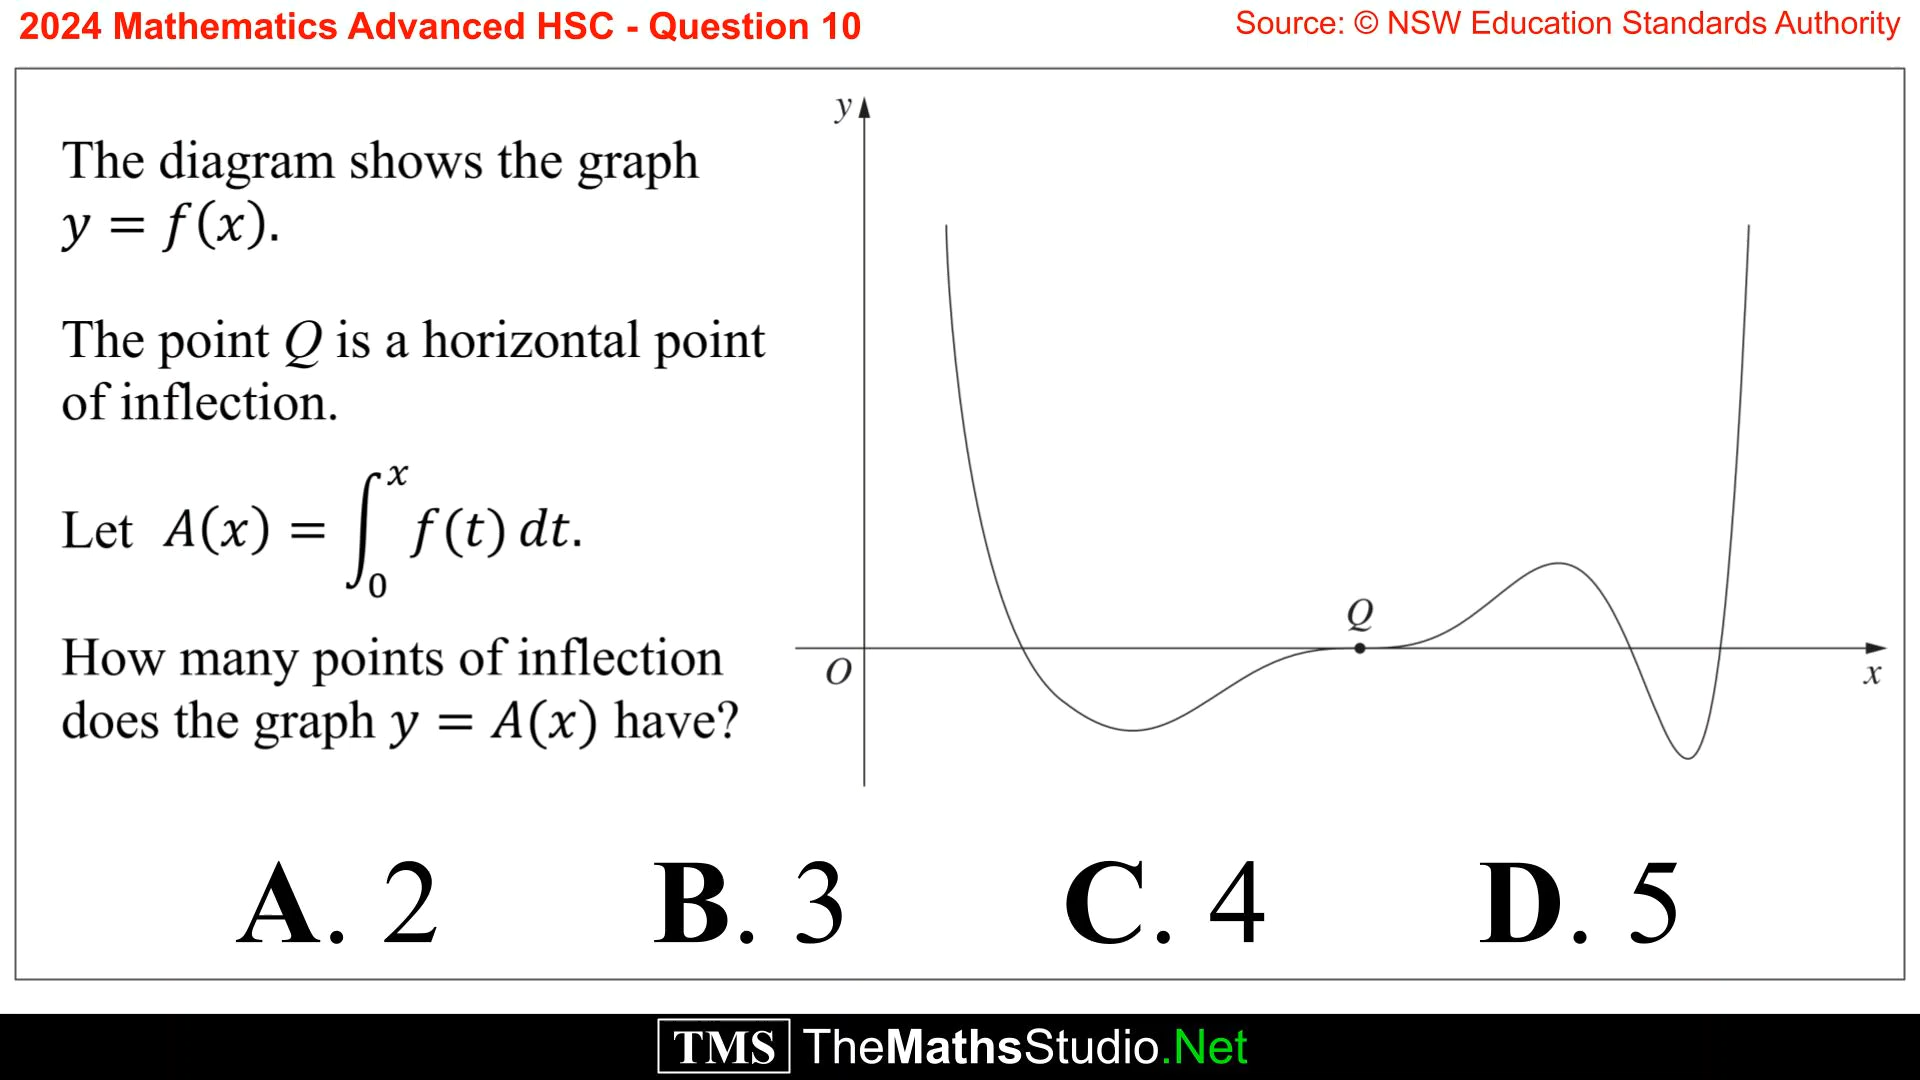 2024 Mathematics Advanced HSC - Question 10
Source: © NSW Education Standards Authority
The diagram shows the graph
y = f(x).
The point Q is a horizontal point
of inflection.
Let A(x) = ∫₀ˣ f(t) dt.
How many points of inflection
does the graph y = A(x) have?
y
Q
O
x
A. 2 B. 3 C. 4 D. 5
TMS TheMathsStudio.Net